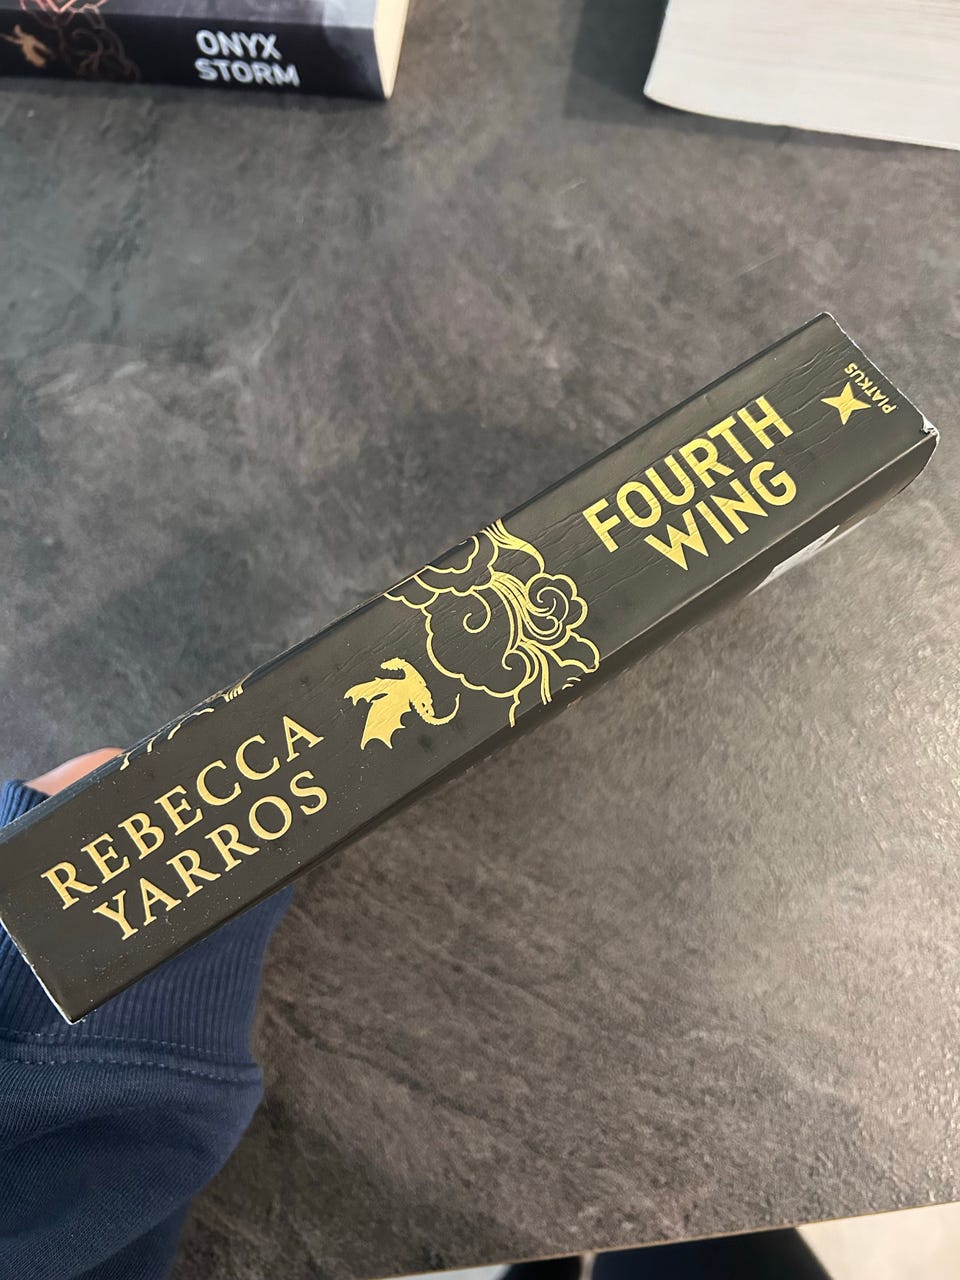 ONYX
STORM
REBECCA
YARROS
FOURTH
WING
PIATKUS